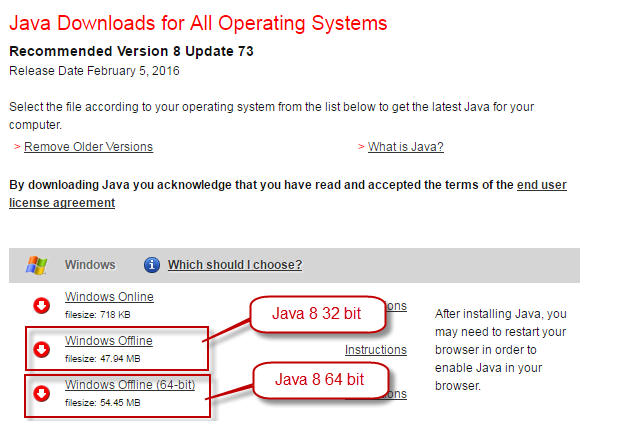 Java Downloads for All Operating Systems
Recommended Version 8 Update 73
Release Date February 5, 2016
Select the file according to your operating system from the list below to get the latest Java for your
computer.
> Remove Older Versions
> What is Java?
By downloading Java you acknowledge that you have read and accepted the terms of the end user
license agreement
Windows
Which should I choose?
Windows Online
filesize: 718 KB
Java 8 32 bit
Windows Offline
filesize: 47.94 MB
Instructions
Java 8 64 bit
Windows Offline (64-bit)
filesize: 54.45 MB
After installing Java, you
may need to restart your
browser in order to
enable Java in your
browser.